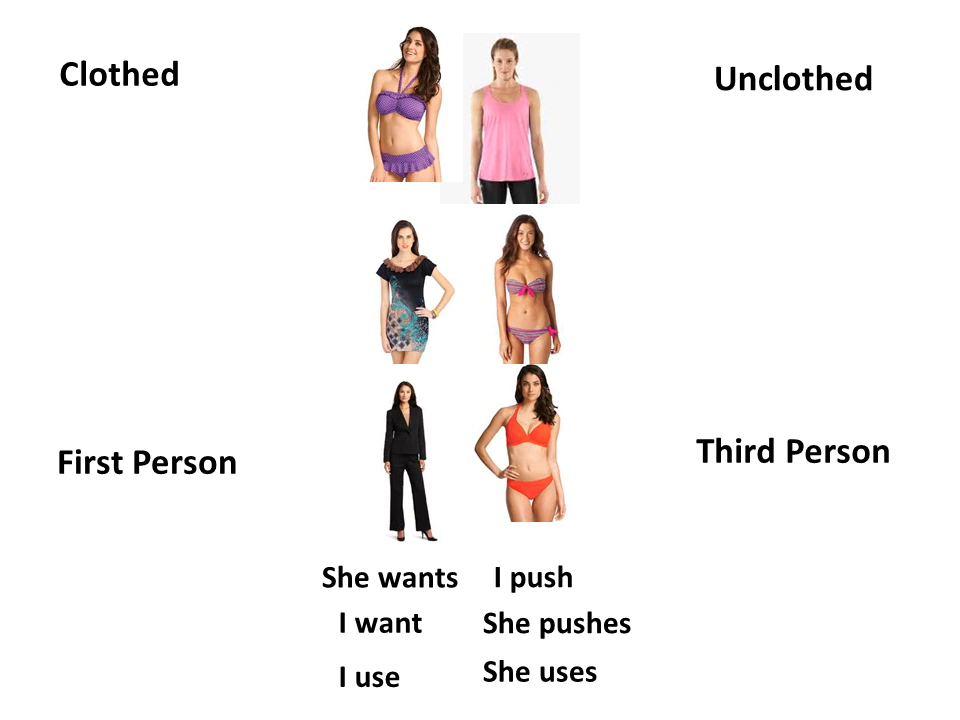 Clothed
Unclothed
First Person
Third Person
She wants
I push
I want
She pushes
I use
She uses